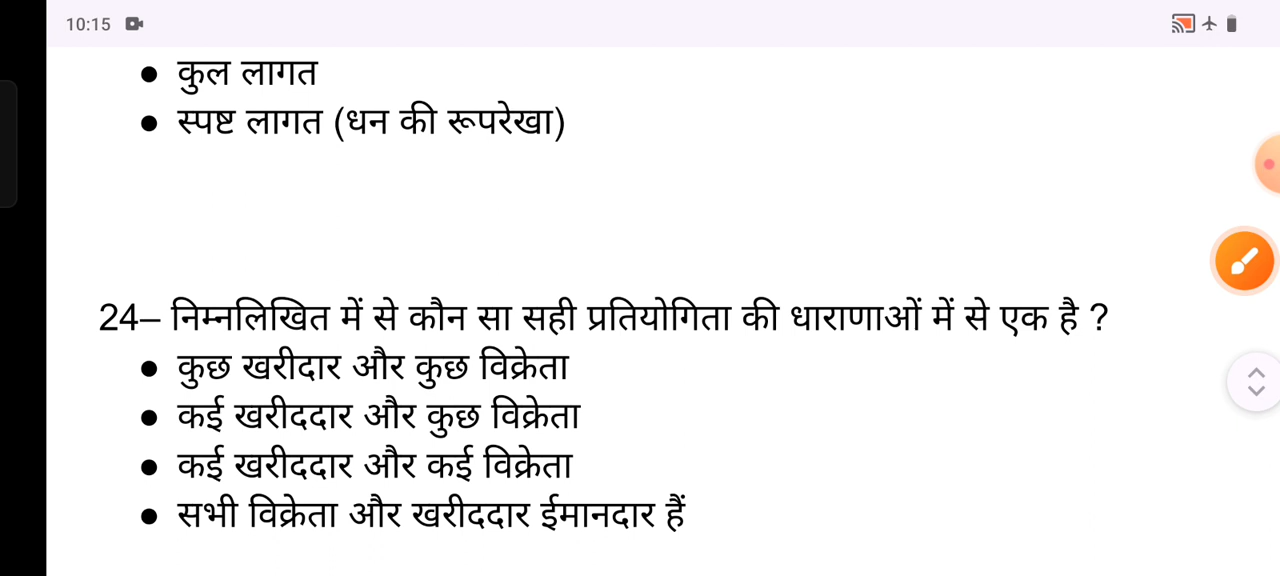 10:15
• कुल लागत
• स्पष्ट लागत (धन की रूपरेखा)
24– निम्नलिखित में से कौन सा सही प्रतियोगिता की धाराणाओं में से एक है ?
• कुछ खरीदार और कुछ विक्रेता
• कई खरीददार और कुछ विक्रेता
• कई खरीददार और कई विक्रेता
• सभी विक्रेता और खरीददार ईमानदार हैं